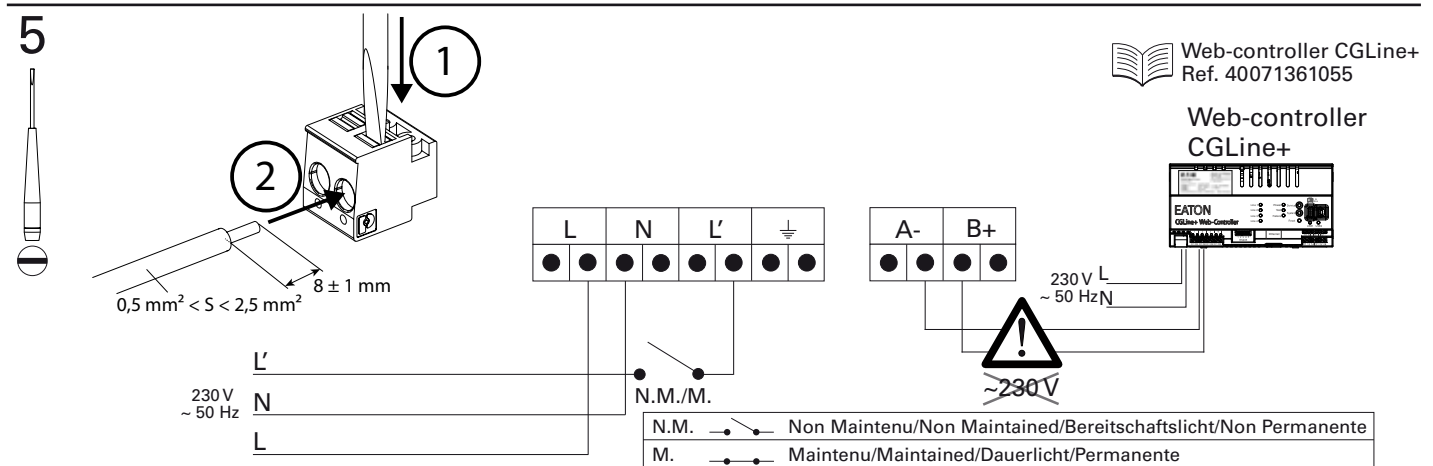 5
1
2
8 ± 1 mm
0,5 mm² < S < 2,5 mm²
L N L′ ⏚
A- B+
Web-controller CGLine+
Ref. 40071361055
Web-controller
CGLine+
EATON
CGLine+ Web-Controller
230 V L
~ 50 Hz N
~230 V
L′
230 V
~ 50 Hz
N
L
N.M./M.
N.M. Non Maintenu/Non Maintained/Bereitschaftslicht/Non Permanente
M. Maintenu/Maintained/Dauerlicht/Permanente